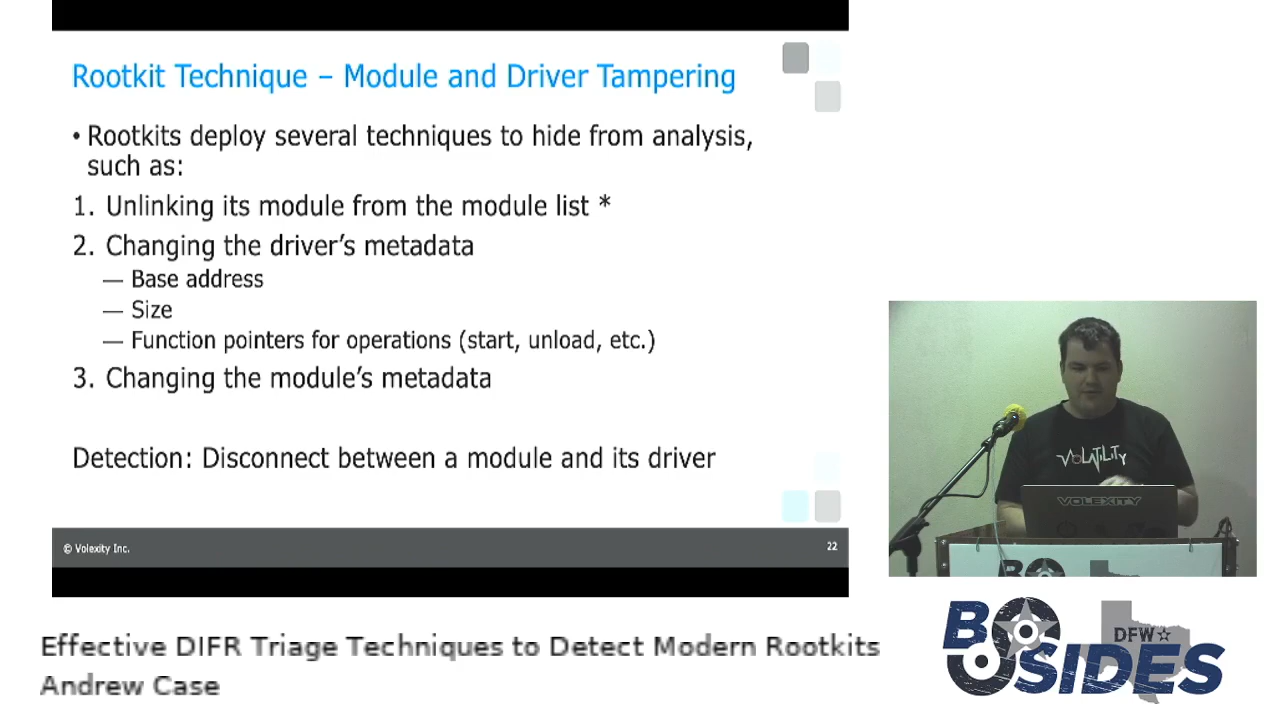 Rootkit Technique – Module and Driver Tampering
• Rootkits deploy several techniques to hide from analysis,
such as:
1. Unlinking its module from the module list *
2. Changing the driver's metadata
— Base address
— Size
— Function pointers for operations (start, unload, etc.)
3. Changing the module's metadata
Detection: Disconnect between a module and its driver
© Volexity Inc.
22
VOLATILITY
VOLEXITY
Effective DIFR Triage Techniques to Detect Modern Rootkits
Andrew Case
BSIDES
DFW